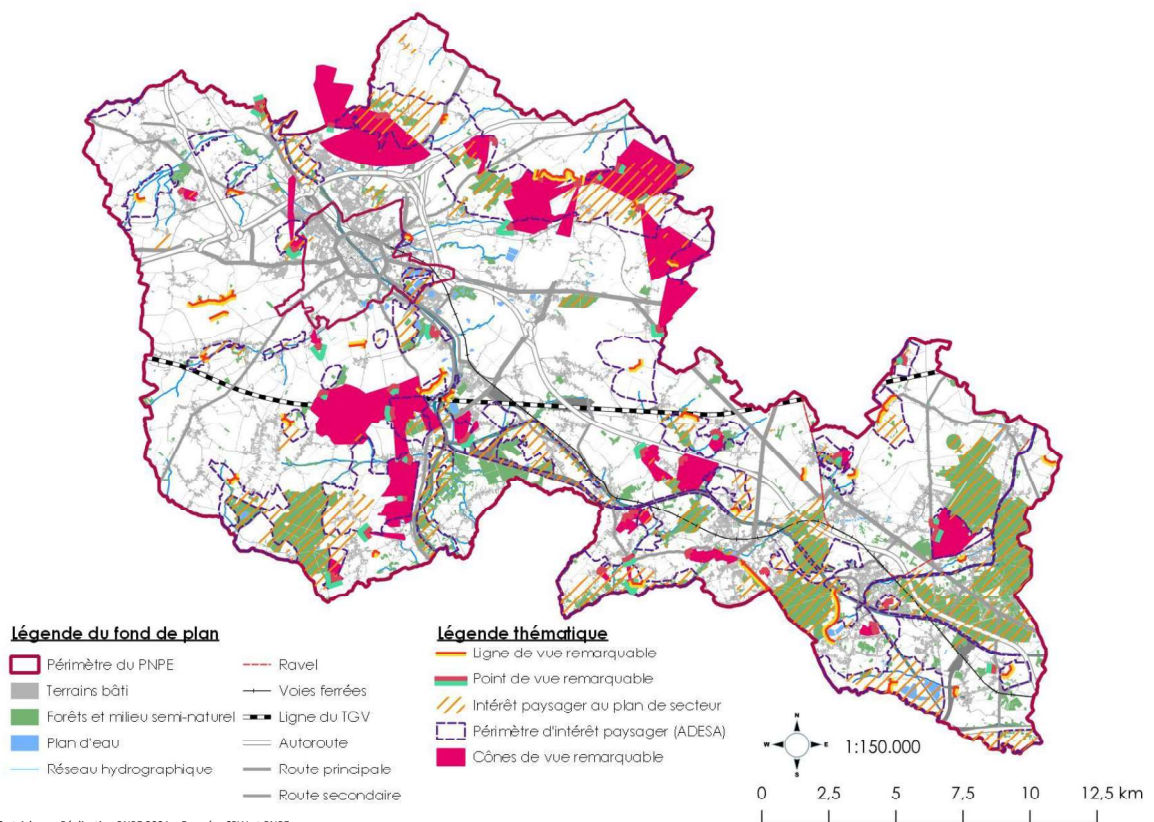 Légende du fond de plan
Périmètre du PNPE
Terrains bâti
Forêts et milieu semi-naturel
Plan d'eau
Réseau hydrographique
Ravel
Voies ferrées
Ligne du TGV
Autoroute
Route principale
Route secondaire
Légende thématique
Ligne de vue remarquable
Point de vue remarquable
Intérêt paysager au plan de secteur
Périmètre d'intérêt paysager (ADESA)
Cônes de vue remarquable
N
W E
S
1:150.000
0 2,5 5 7,5 10 12,5 km